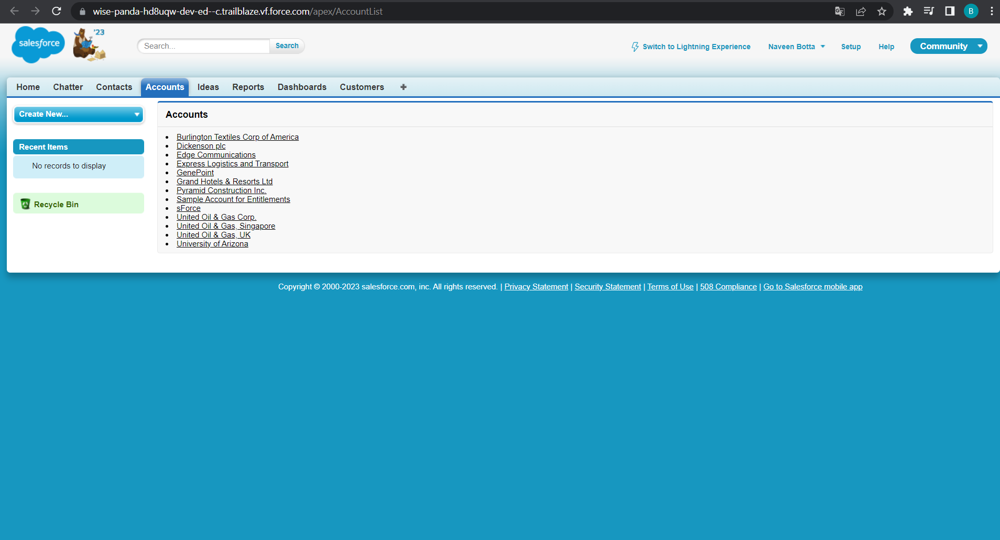 wise-panda-hd8uqw-dev-ed--c.trailblaze.vf.force.com/apex/AccountList
B
salesforce
'23
Search...
Search
Switch to Lightning Experience
Naveen Botta
Setup
Help
Community
Home
Chatter
Contacts
Accounts
Ideas
Reports
Dashboards
Customers
Create New...
Recent Items
No records to display
Recycle Bin
Accounts
Burlington Textiles Corp of America
Dickenson plc
Edge Communications
Express Logistics and Transport
GenePoint
Grand Hotels & Resorts Ltd
Pyramid Construction Inc.
Sample Account for Entitlements
sForce
United Oil & Gas Corp.
United Oil & Gas, Singapore
United Oil & Gas, UK
University of Arizona
Copyright © 2000-2023 salesforce.com, inc. All rights reserved. | Privacy Statement | Security Statement | Terms of Use | 508 Compliance | Go to Salesforce mobile app